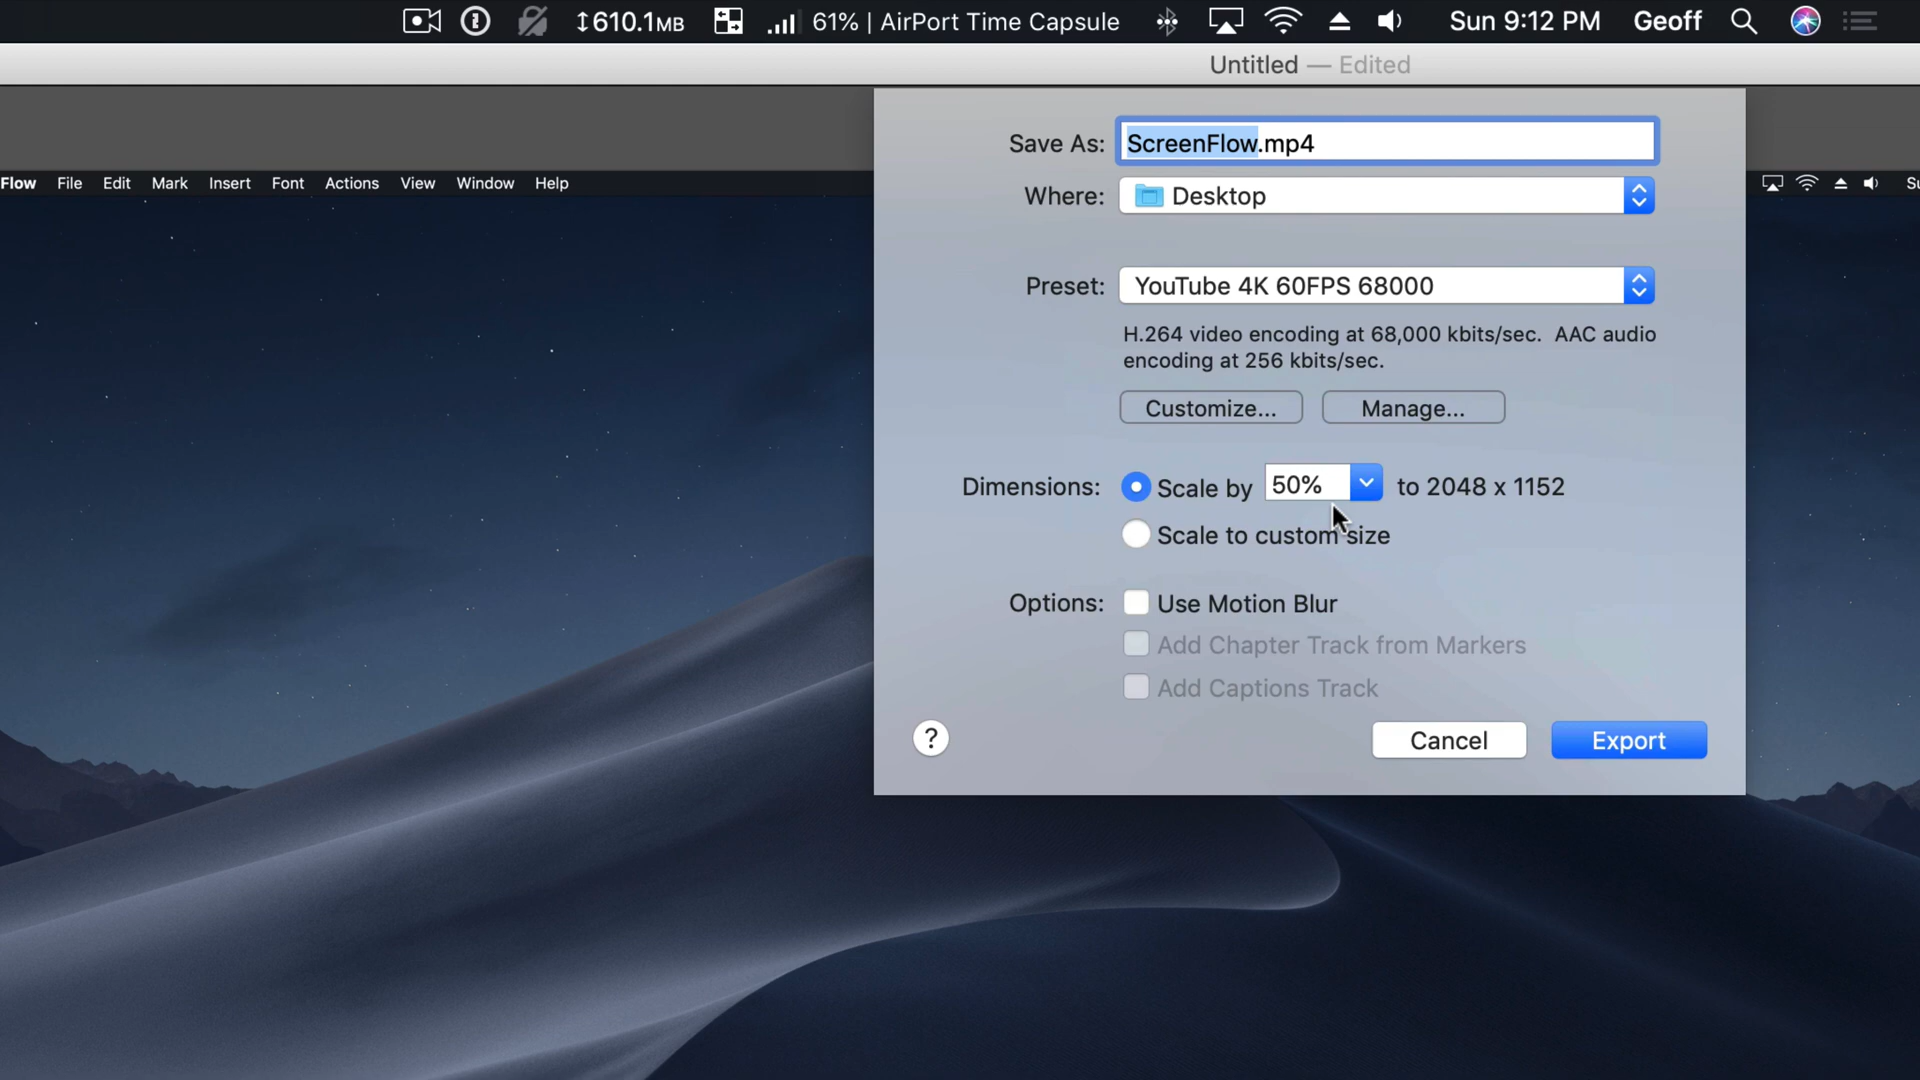 ↕610.1MB 61% | AirPort Time Capsule Sun 9:12 PM Geoff
Untitled — Edited
Save As: ScreenFlow.mp4
Flow File Edit Mark Insert Font Actions View Window Help Su
Where: Desktop
Preset: YouTube 4K 60FPS 68000
H.264 video encoding at 68,000 kbits/sec. AAC audio
encoding at 256 kbits/sec.
Customize... Manage...
Dimensions: Scale by 50% to 2048 x 1152
Scale to custom size
Options: Use Motion Blur
Add Chapter Track from Markers
Add Captions Track
? Cancel Export